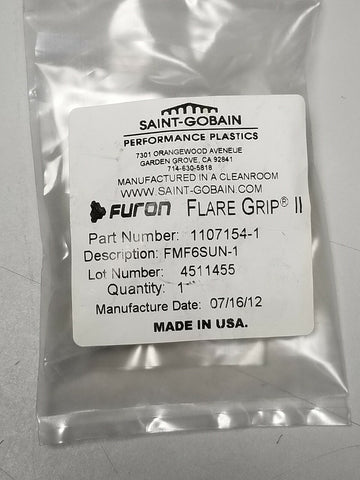 SAINT-GOBAIN
PERFORMANCE PLASTICS
7301 ORANGEWOOD AVENEUE
GARDEN GROVE, CA 92841
714-630-5818
MANUFACTURED IN A CLEANROOM
WWW.SAINT-GOBAIN.COM
FURON FLARE GRIP® II
Part Number: 1107154-1
Description: FMF6SUN-1
Lot Number: 4511455
Quantity: 1
Manufacture Date: 07/16/12
MADE IN USA.